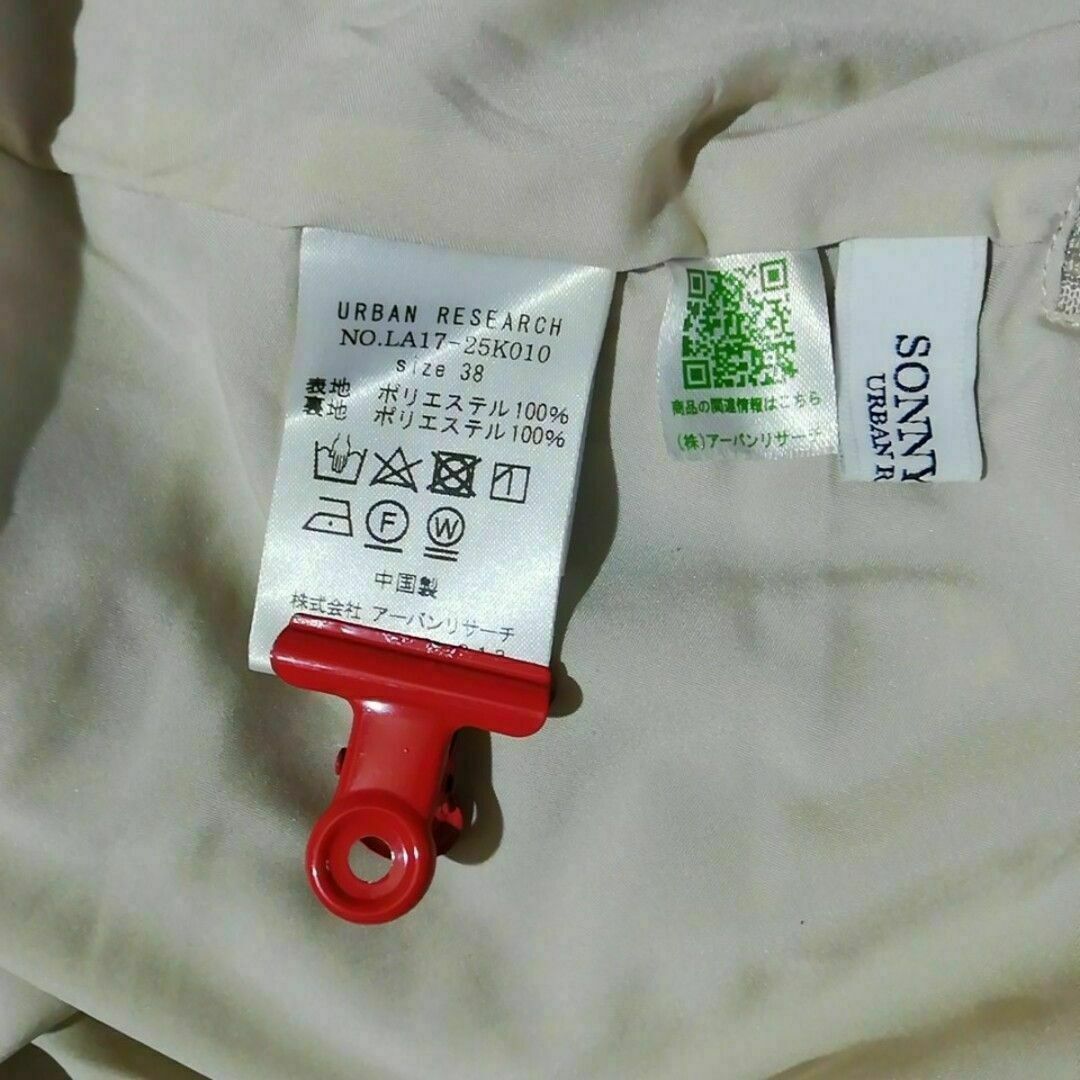 URBAN RESEARCH
NO.LA17-25K010
size 38
表地 ポリエステル100%
裏地 ポリエステル100%
F W
中国製
株式会社 アーバンリサーチ
商品の関連情報はこちら
(株)アーバンリサーチ
SONNY
URBAN R